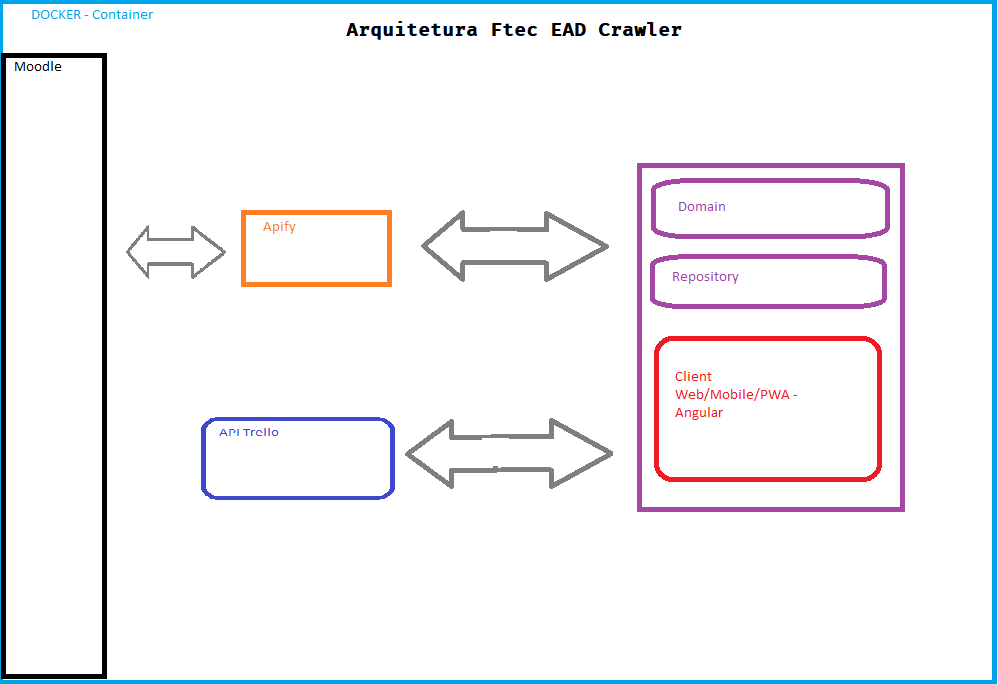 DOCKER - Container
Arquitetura Ftec EAD Crawler
Moodle
Apify
Domain
Repository
Client
Web/Mobile/PWA -
Angular
API Trello